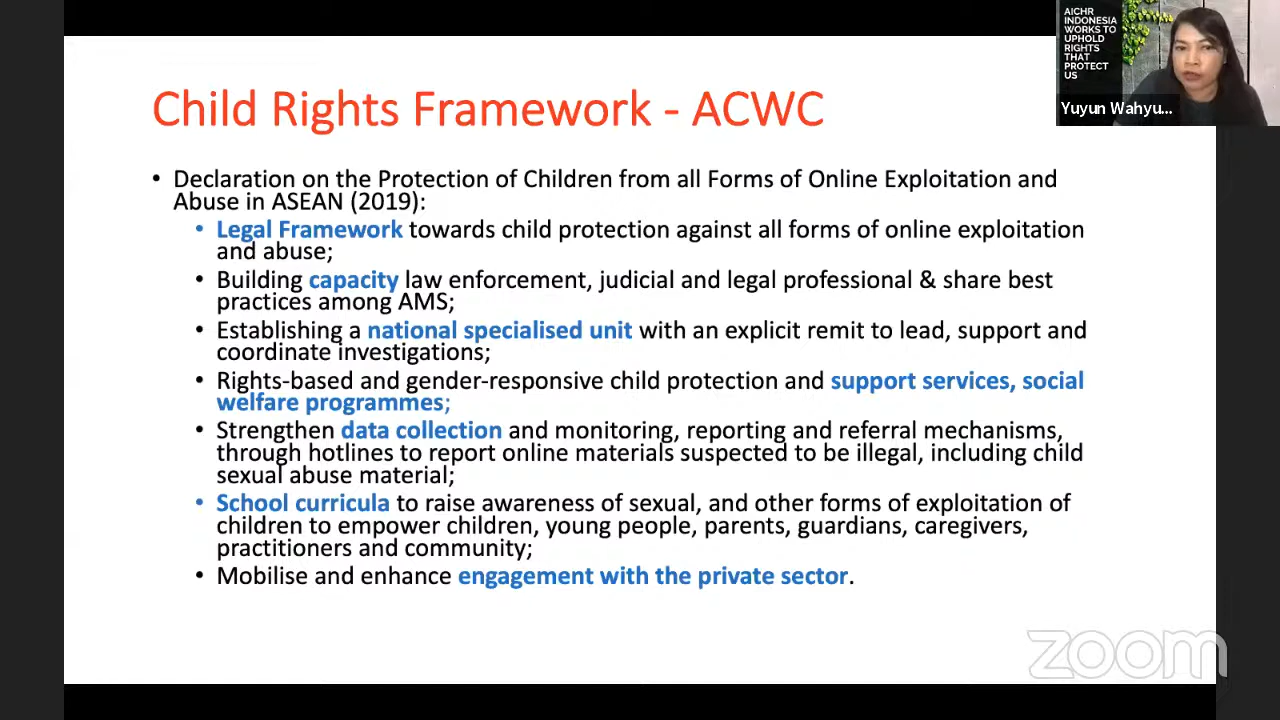 Child Rights Framework - ACWC
• Declaration on the Protection of Children from all Forms of Online Exploitation and
Abuse in ASEAN (2019):
• Legal Framework towards child protection against all forms of online exploitation
and abuse;
• Building capacity law enforcement, judicial and legal professional & share best
practices among AMS;
• Establishing a national specialised unit with an explicit remit to lead, support and
coordinate investigations;
• Rights-based and gender-responsive child protection and support services, social
welfare programmes;
• Strengthen data collection and monitoring, reporting and referral mechanisms,
through hotlines to report online materials suspected to be illegal, including child
sexual abuse material;
• School curricula to raise awareness of sexual, and other forms of exploitation of
children to empower children, young people, parents, guardians, caregivers,
practitioners and community;
• Mobilise and enhance engagement with the private sector.
AICHR
INDONESIA
WORKS TO
UPHOLD
RIGHTS
THAT
PROTECT
US
Yuyun Wahyu...
zoom